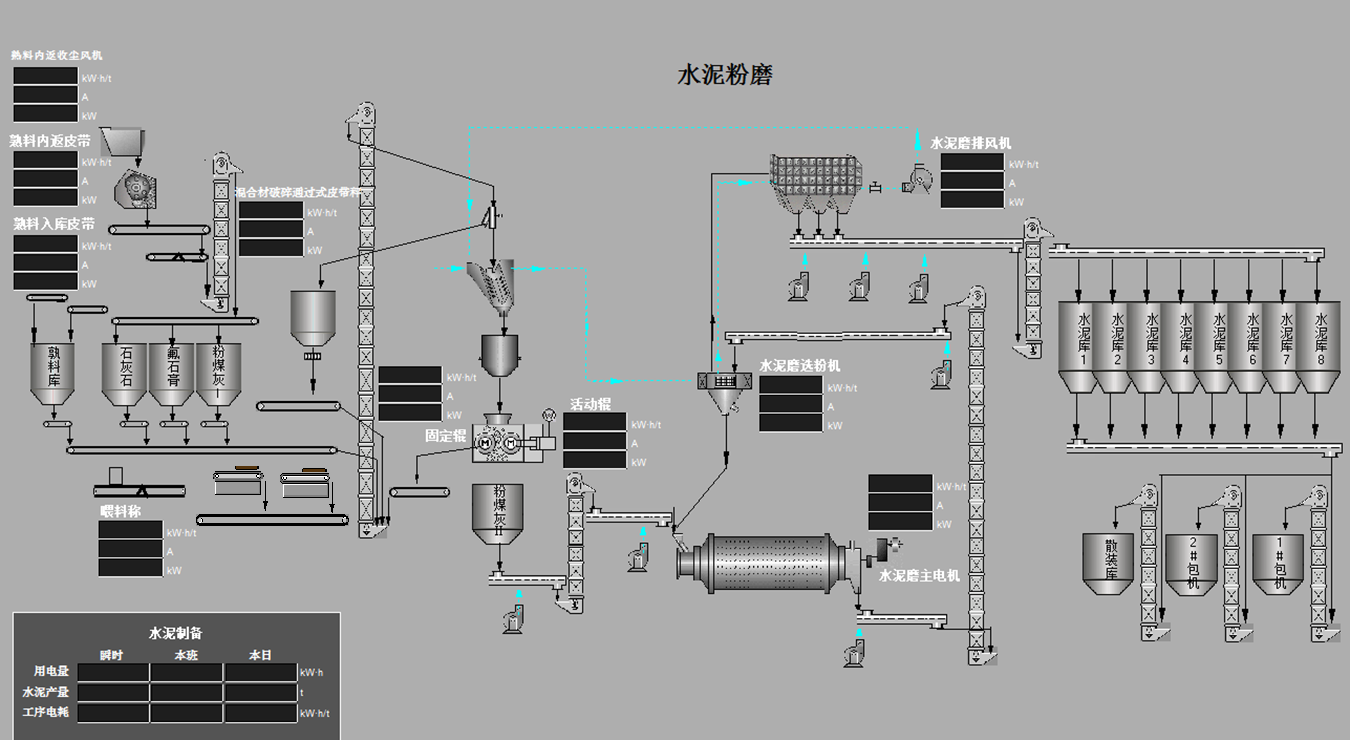 水泥粉磨
熟料内返收尘风机
kW·h/t
A
kW
熟料内返皮带
kW·h/t
A
kW
熟料入库皮带
kW·h/t
A
kW
混合材破碎通过式皮带秤
kW·h/t
A
kW
熟料库
石灰石
氟石膏
粉煤灰I
喂料称
kW·h/t
A
kW
kW·h/t
A
kW
固定辊
活动辊
kW·h/t
A
kW
M
M
W
粉煤灰II
水泥磨排风机
kW·h/t
A
kW
水泥磨选粉机
kW·h/t
A
kW
kW·h/t
A
kW
水泥磨主电机
水泥库1
水泥库2
水泥库3
水泥库4
水泥库5
水泥库6
水泥库7
水泥库8
散装库
2#包机
1#包机
水泥制备
瞬时 本班 本日
用电量 kW·h
水泥产量 t
工序电耗 kW·h/t